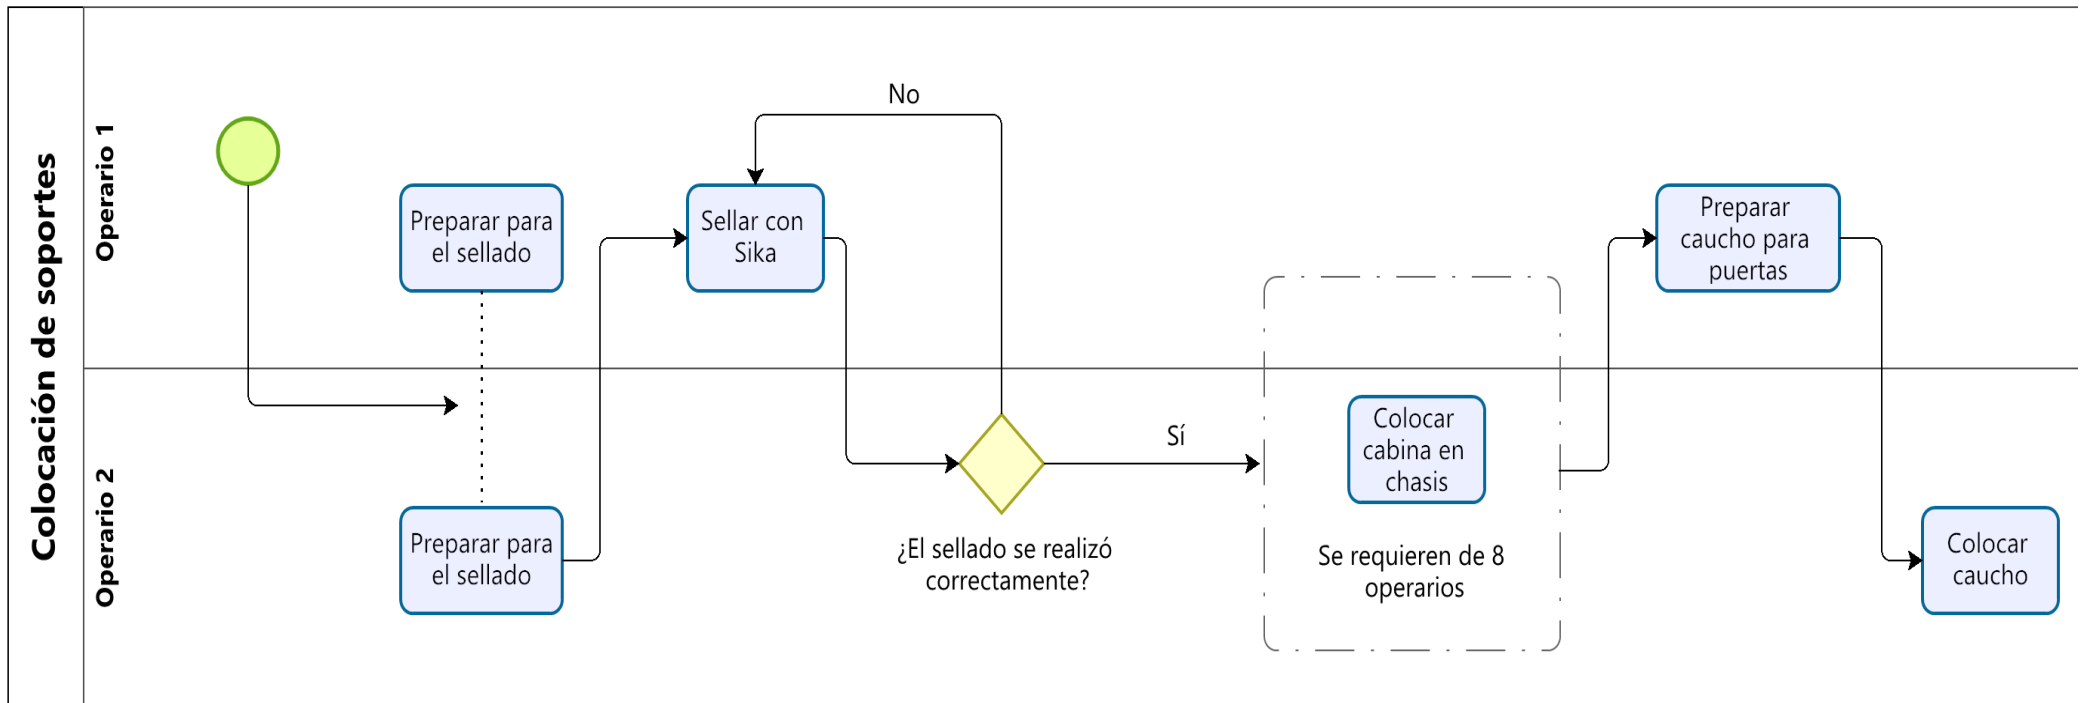 Colocación de soportes
Operario 1
Operario 2
No
Preparar para
el sellado
Sellar con
Sika
Preparar
caucho para
puertas
Preparar para
el sellado
¿El sellado se realizó
correctamente?
Sí
Colocar
cabina en
chasis
Se requieren de 8
operarios
Colocar
caucho